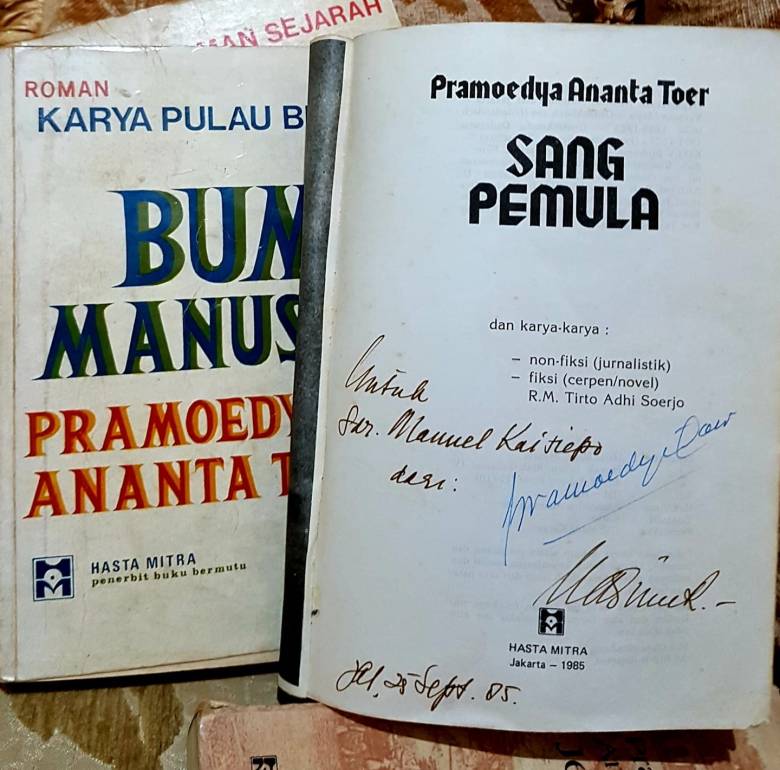 MAN SEJARAH
ROMAN
KARYA PULAU B
BUM
MANUS
PRAMOEDY
ANANTA T
HASTA MITRA
penerbit buku bermutu
Pramoedya Ananta Toer
SANG
PEMULA
dan karya-karya :
– non-fiksi (jurnalistik)
– fiksi (cerpen/novel)
R.M. Tirto Adhi Soerjo
Untuk
Sdr. Manuel Kaisiepo
dari:
Pramoedya Toer
HASTA MITRA
Jakarta – 1985
Sept. 85.